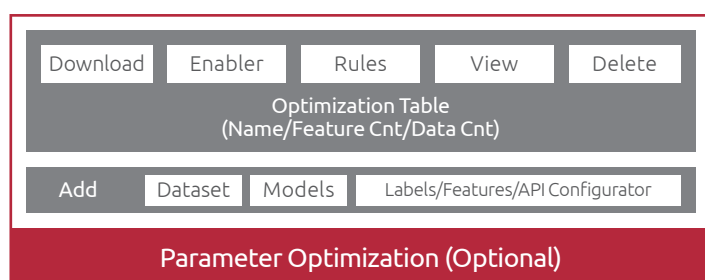 Download Enabler Rules View Delete
Optimization Table
(Name/Feature Cnt/Data Cnt)
Add Dataset Models Labels/Features/API Configurator
Parameter Optimization (Optional)